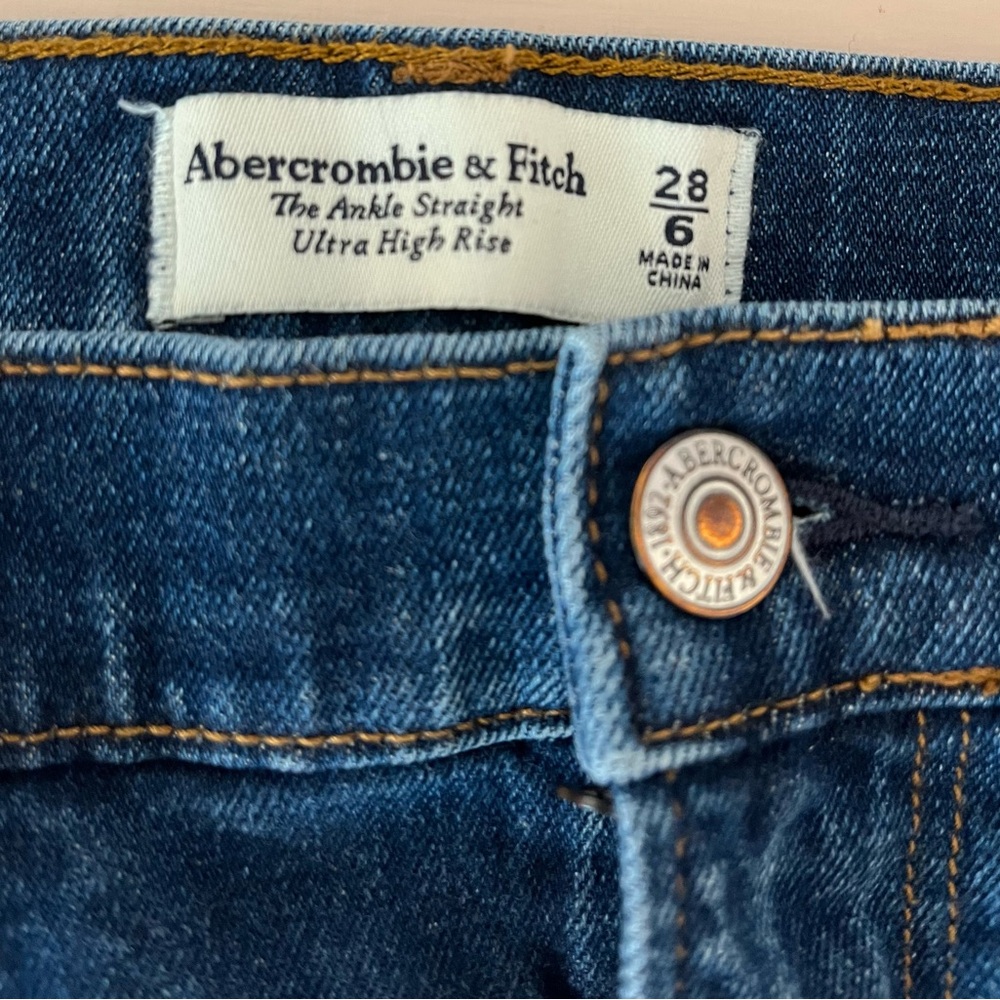 Abercrombie & Fitch
The Ankle Straight
Ultra High Rise
28
6
MADE IN
CHINA
ABERCROMBIE & FITCH · 1892 ·